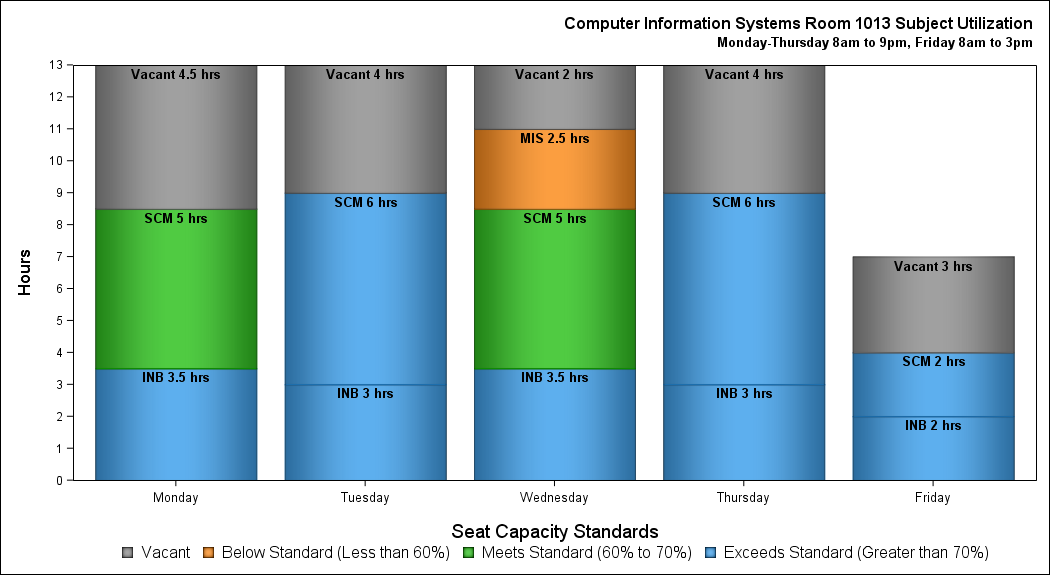 Computer Information Systems Room 1013 Subject Utilization
Monday-Thursday 8am to 9pm, Friday 8am to 3pm
Hours
13
12
11
10
9
8
7
6
5
4
3
2
1
0
Vacant 4.5 hrs
SCM 5 hrs
INB 3.5 hrs
Vacant 4 hrs
SCM 6 hrs
INB 3 hrs
Vacant 2 hrs
MIS 2.5 hrs
SCM 5 hrs
INB 3.5 hrs
Vacant 4 hrs
SCM 6 hrs
INB 3 hrs
Vacant 3 hrs
SCM 2 hrs
INB 2 hrs
Monday Tuesday Wednesday Thursday Friday
Seat Capacity Standards
Vacant Below Standard (Less than 60%) Meets Standard (60% to 70%) Exceeds Standard (Greater than 70%)